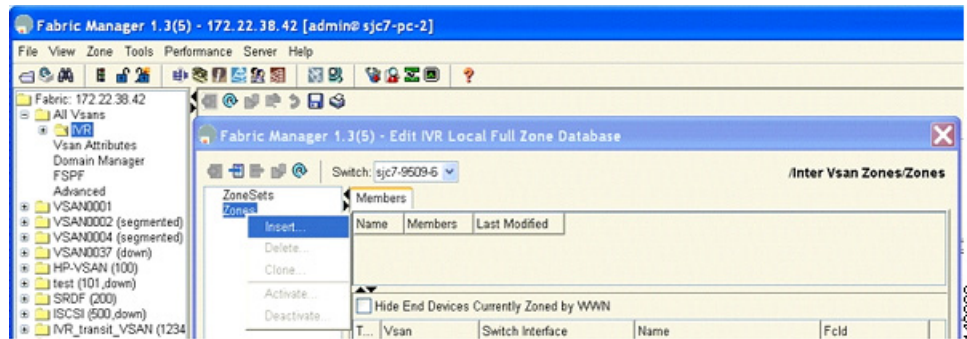 Fabric Manager 1.3(5) - 172.22.38.42 [admin@sjc7-pc-2]
File View Zone Tools Performance Server Help
Fabric: 172.22.38.42
All Vsans
IVR
Vsan Attributes
Domain Manager
FSPF
Advanced
VSAN0001
VSAN0002 (segmented)
VSAN0004 (segmented)
VSAN0037 (down)
HP-VSAN (100)
test (101,down)
SRDF (200)
ISCSI (500,down)
IVR_transit_VSAN (1234
Fabric Manager 1.3(5) - Edit IVR Local Full Zone Database
Switch: sjc7-9509-6
/Inter Vsan Zones/Zones
ZoneSets
Zones
Insert...
Delete...
Clone...
Activate...
Deactivate...
Members
Name Members Last Modified
Hide End Devices Currently Zoned by WWN
T... Vsan Switch Interface Name FcId